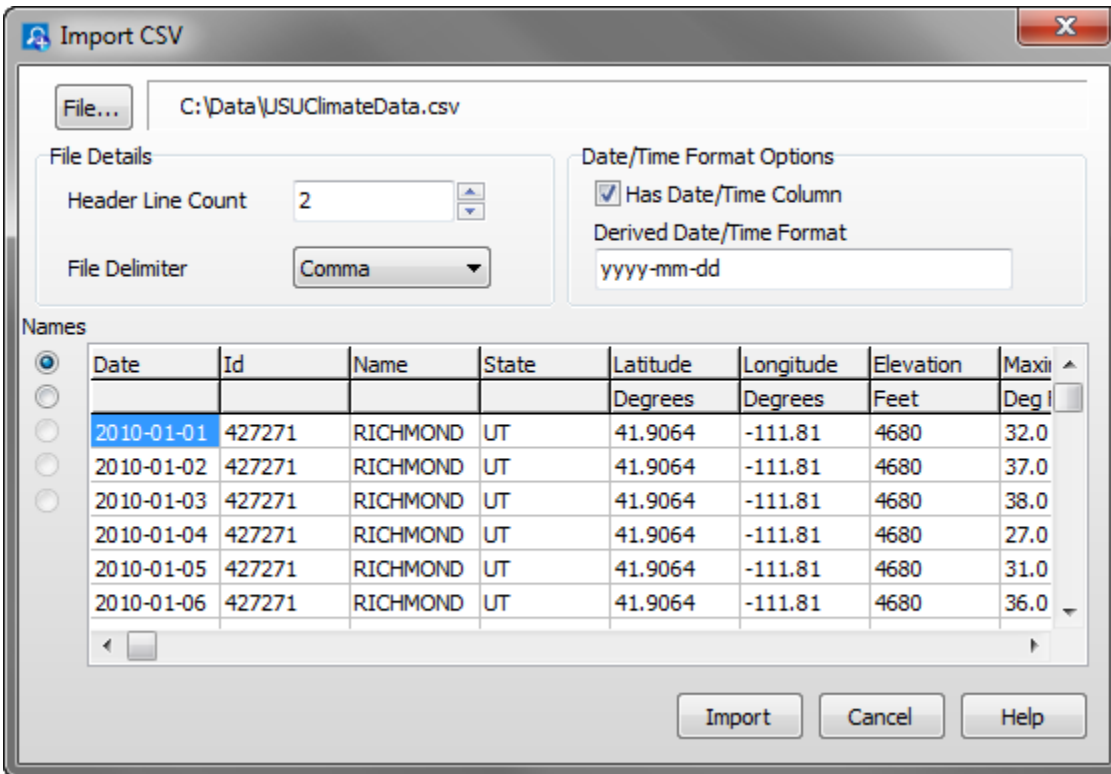 Import CSV
File... C:\Data\USUClimateData.csv
File Details Date/Time Format Options
Header Line Count 2 Has Date/Time Column
Derived Date/Time Format
File Delimiter Comma yyyy-mm-dd
Names
Date Id Name State Latitude Longitude Elevation
Degrees Degrees Feet Deg
2010-01-01 427271 RICHMOND UT 41.9064 -111.81 4680 32.0
2010-01-02 427271 RICHMOND UT 41.9064 -111.81 4680 37.0
2010-01-03 427271 RICHMOND UT 41.9064 -111.81 4680 38.0
2010-01-04 427271 RICHMOND UT 41.9064 -111.81 4680 27.0
2010-01-05 427271 RICHMOND UT 41.9064 -111.81 4680 31.0
2010-01-06 427271 RICHMOND UT 41.9064 -111.81 4680 36.0
Import Cancel Help